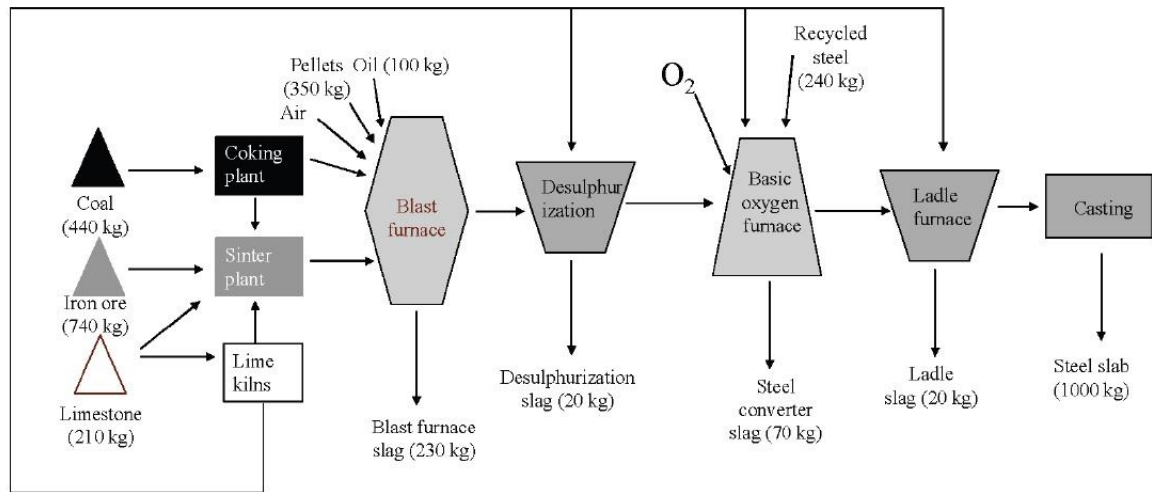 Pellets Oil (100 kg)
(350 kg)
Air
Recycled
steel
(240 kg)
O₂
Coal
(440 kg)
Coking
plant
Iron ore
(740 kg)
Sinter
plant
Limestone
(210 kg)
Lime
kilns
Blast
furnace
Blast furnace
slag (230 kg)
Desulphur
ization
Desulphurization
slag (20 kg)
Basic
oxygen
furnace
Steel
converter
slag (70 kg)
Ladle
furnace
Ladle
slag (20 kg)
Casting
Steel slab
(1000 kg)